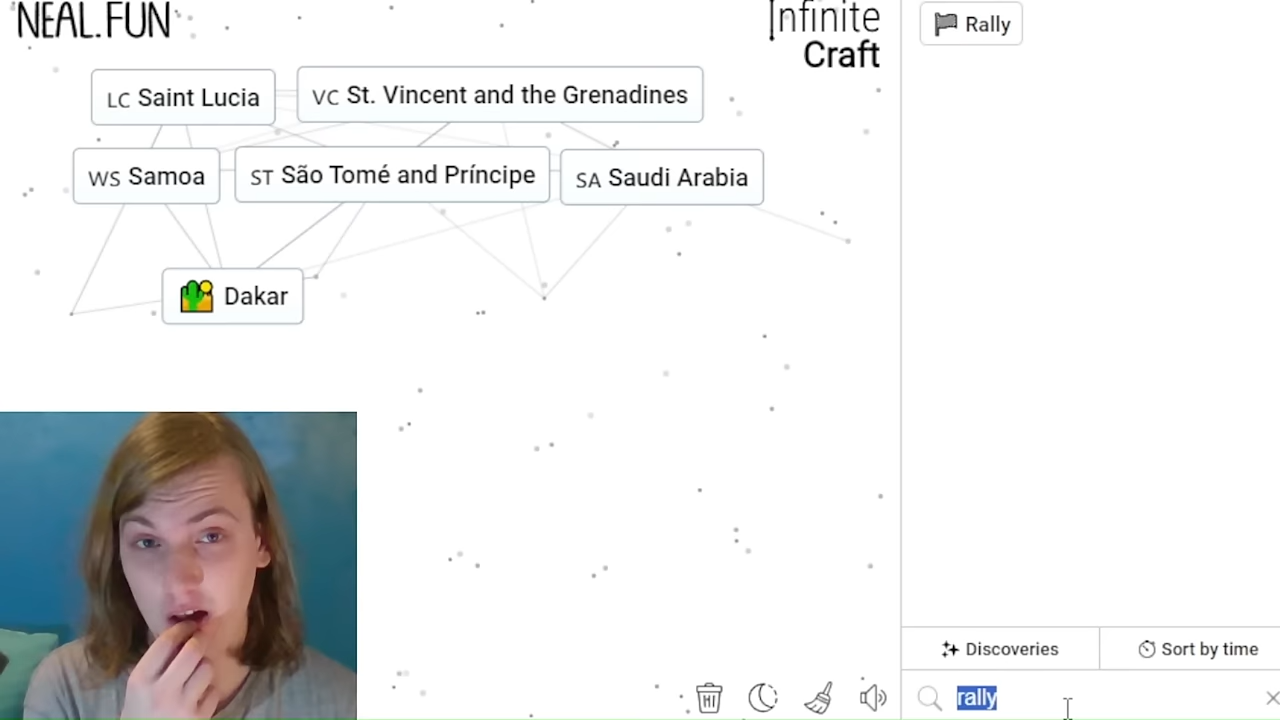 NEAL.FUN
Infinite
Craft
LC Saint Lucia
VC St. Vincent and the Grenadines
WS Samoa
ST São Tomé and Príncipe
SA Saudi Arabia
Dakar
Rally
Discoveries
Sort by time
rally